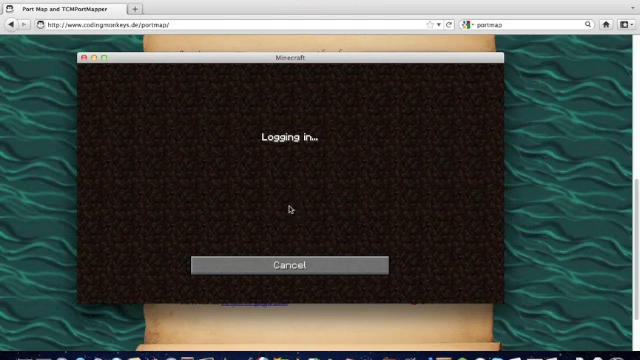 Port Map and TCMPortMapper
http://www.codingmonkeys.de/portmap/
portmap
Minecraft
Logging in...
Cancel